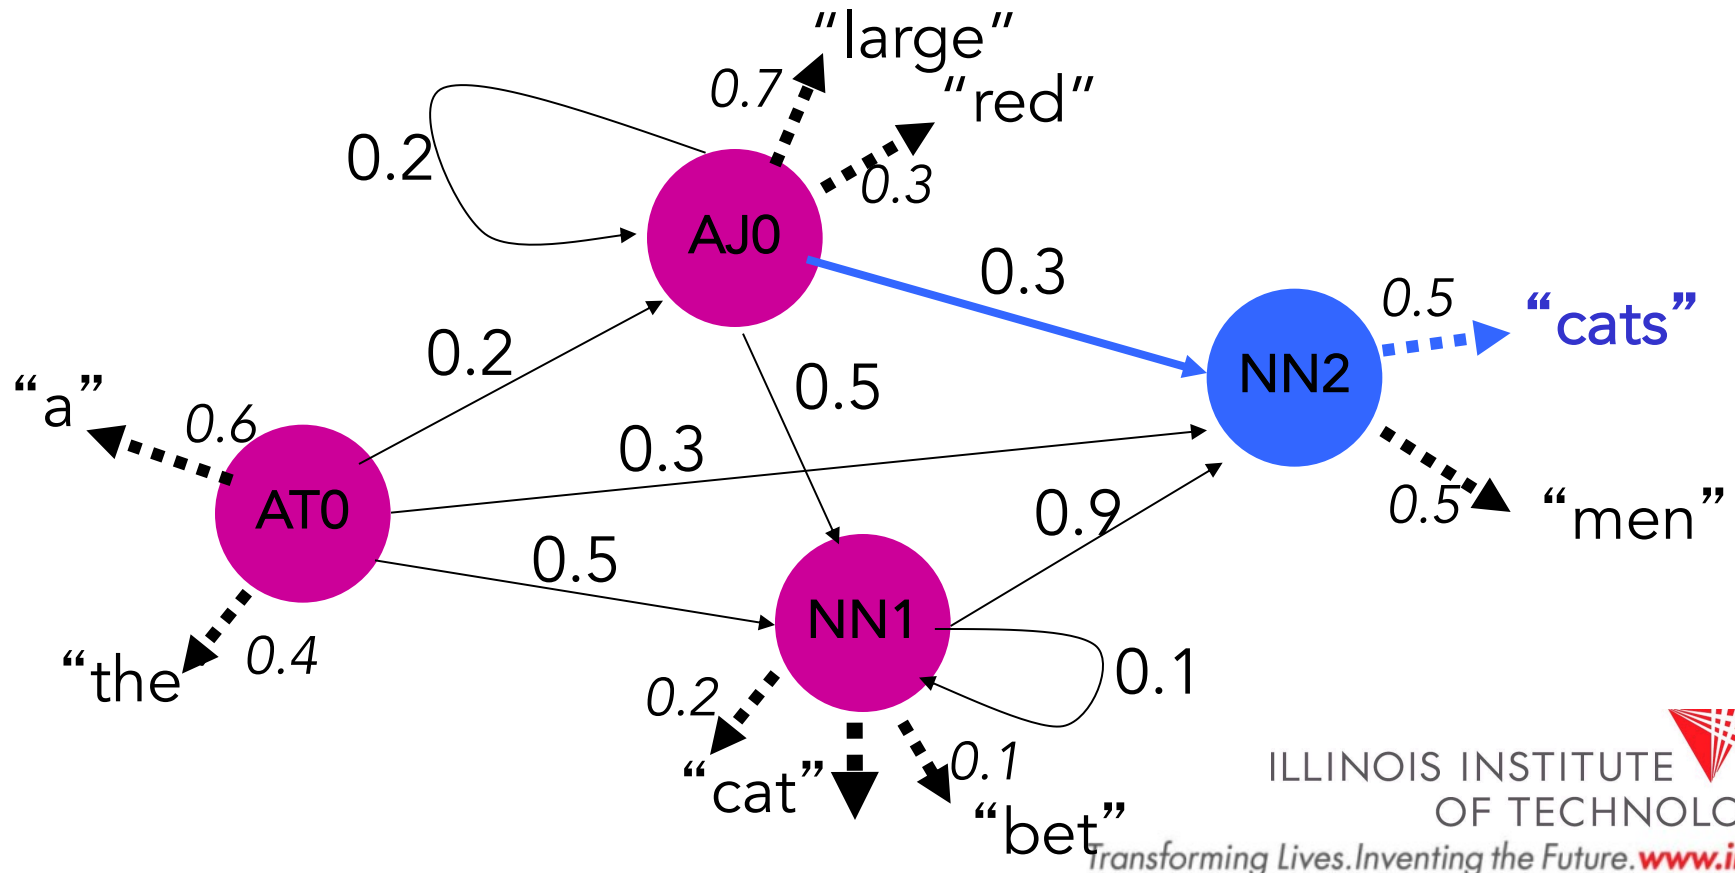 “large”
0.7
“red”
0.2
0.3
AJ0
0.3
0.5
“cats”
0.2
NN2
“a”
0.6
0.5
0.3
AT0
0.9
0.5
“men”
0.5
NN1
“the
0.4
0.2
0.1
“cat”
0.1
“bet”
ILLINOIS INSTITUTE
OF TECHNOLO
Transforming Lives.Inventing the Future.www.i